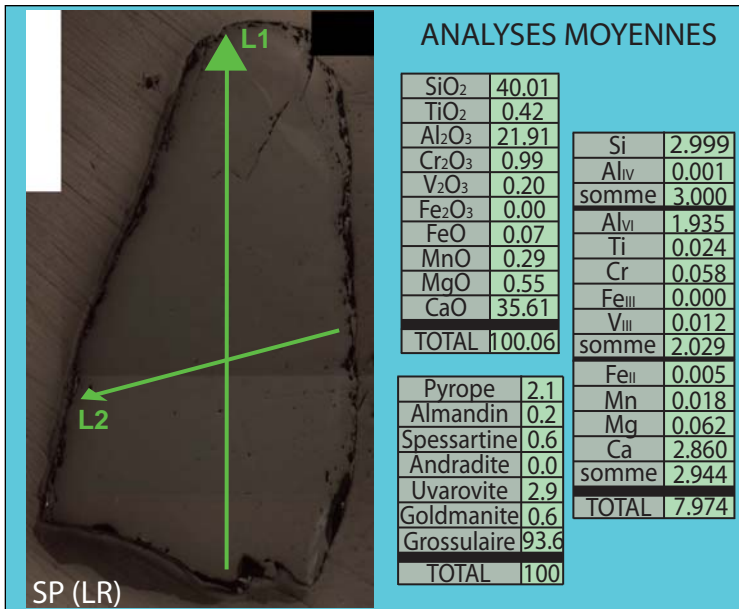 L1
L2
SP (LR)
ANALYSES MOYENNES
SiO₂ 40.01
TiO₂ 0.42
Al₂O₃ 21.91
Cr₂O₃ 0.99
V₂O₃ 0.20
Fe₂O₃ 0.00
FeO 0.07
MnO 0.29
MgO 0.55
CaO 35.61
TOTAL 100.06
Pyrope 2.1
Almandin 0.2
Spessartine 0.6
Andradite 0.0
Uvarovite 2.9
Goldmanite 0.6
Grossulaire 93.6
TOTAL 100
Si 2.999
AlIV 0.001
somme 3.000
AlVI 1.935
Ti 0.024
Cr 0.058
FeIII 0.000
VIII 0.012
somme 2.029
FeII 0.005
Mn 0.018
Mg 0.062
Ca 2.860
somme 2.944
TOTAL 7.974